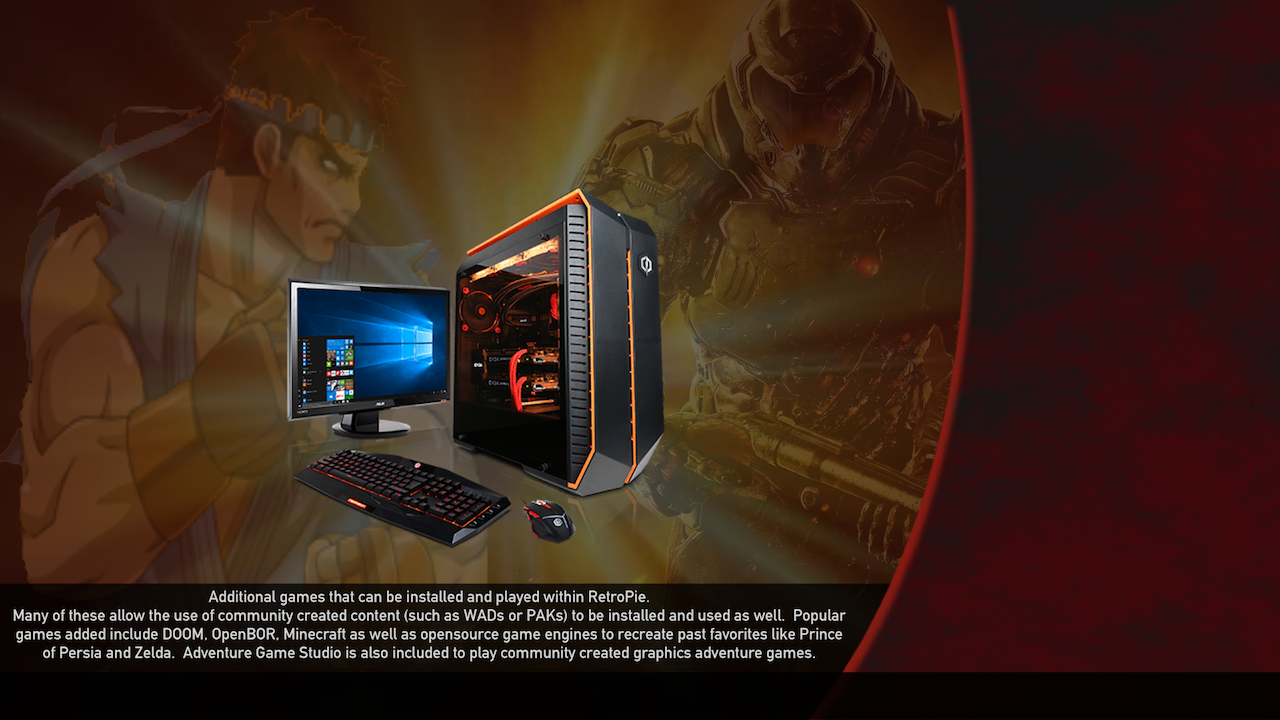 Additional games that can be installed and played within RetroPie.
Many of these allow the use of community created content (such as WADs or PAKs) to be installed and used as well.  Popular
games added include DOOM, OpenBOR, Minecraft as well as opensource game engines to recreate past favorites like Prince
of Persia and Zelda.  Adventure Game Studio is also included to play community created graphics adventure games.